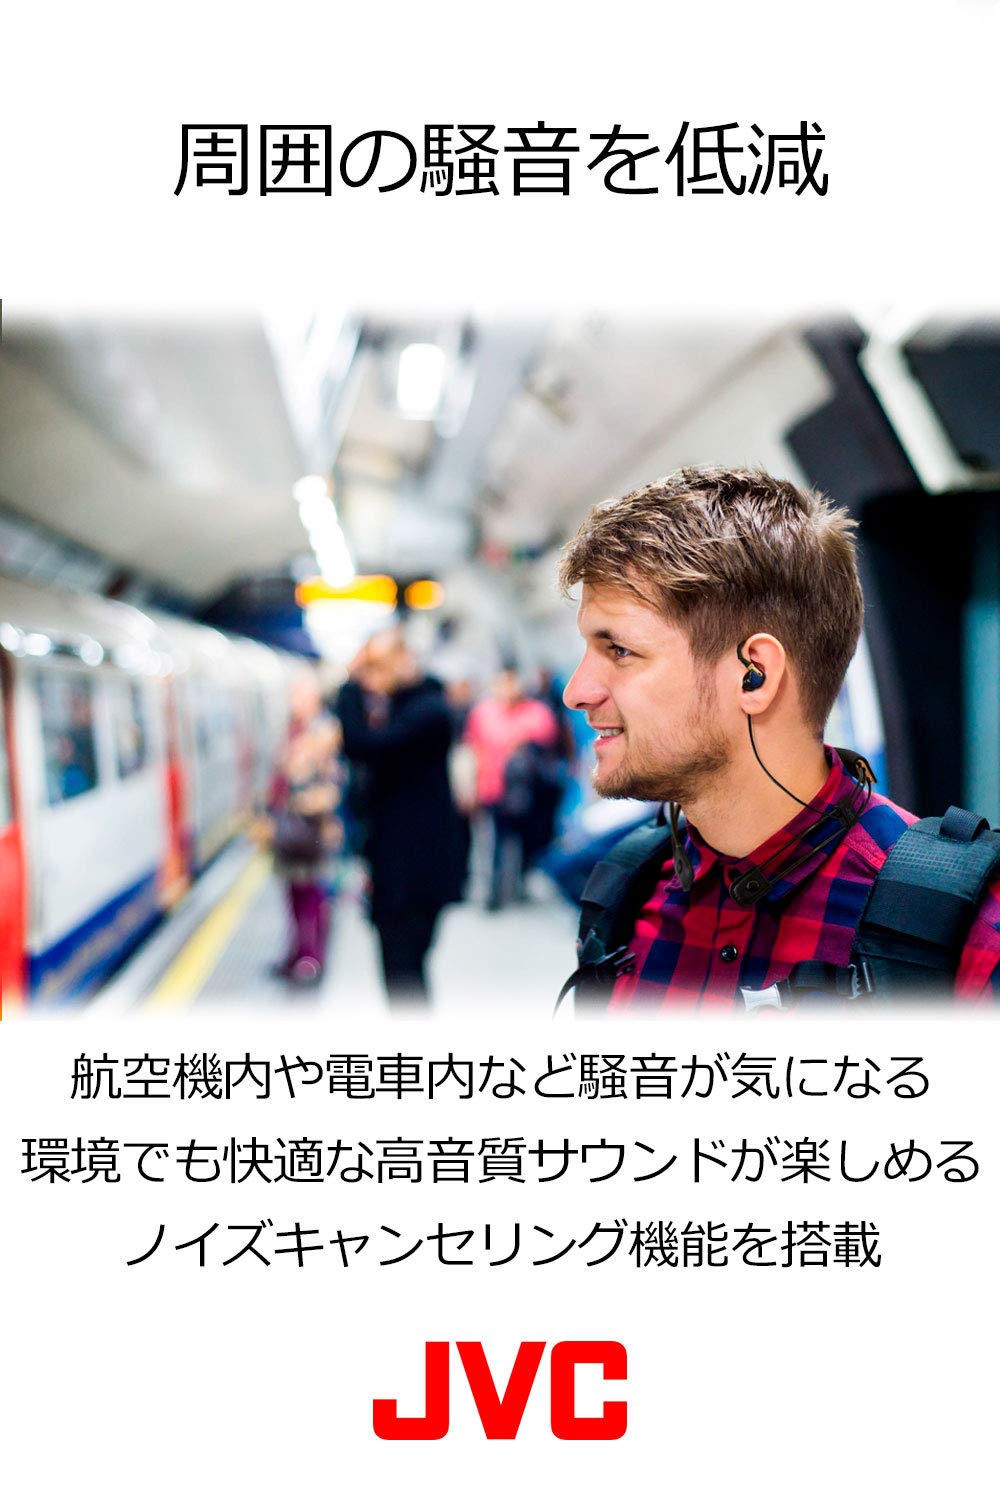 周囲の騒音を低減
航空機内や電車内など騒音が気になる
環境でも快適な高音質サウンドが楽しめる
ノイズキャンセリング機能を搭載
JVC